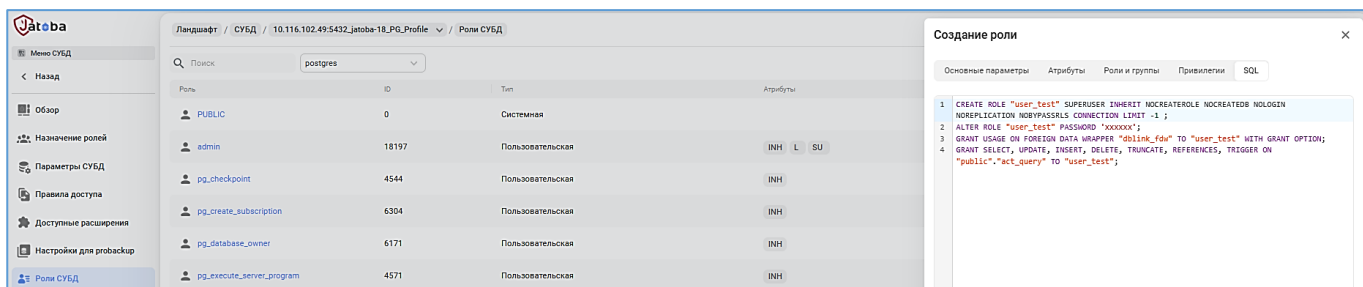 Jatoba
Меню СУБД
Назад
Обзор
Назначение ролей
Параметры СУБД
Правила доступа
Доступные расширения
Настройки для probackup
Роли СУБД
Ландшафт / СУБД / 10.116.102.49:5432_jatoba-18_PG_Profile / Роли СУБД
Поиск postgres
Роль ID Тип Атрибуты
PUBLIC 0 Системная
admin 18197 Пользовательская INH L SU
pg_checkpoint 4544 Пользовательская INH
pg_create_subscription 6304 Пользовательская INH
pg_database_owner 6171 Пользовательская INH
pg_execute_server_program 4571 Пользовательская INH
Создание роли
Основные параметры Атрибуты Роли и группы Привилегии SQL
1 CREATE ROLE "user_test" SUPERUSER INHERIT NOCREATEROLE NOCREATEDB NOLOGIN
NOREPLICATION NOBYPASSRLS CONNECTION LIMIT -1 ;
2 ALTER ROLE "user_test" PASSWORD 'xxxxxx';
3 GRANT USAGE ON FOREIGN DATA WRAPPER "dblink_fdw" TO "user_test" WITH GRANT OPTION;
4 GRANT SELECT, UPDATE, INSERT, DELETE, TRUNCATE, REFERENCES, TRIGGER ON
"public"."act_query" TO "user_test";